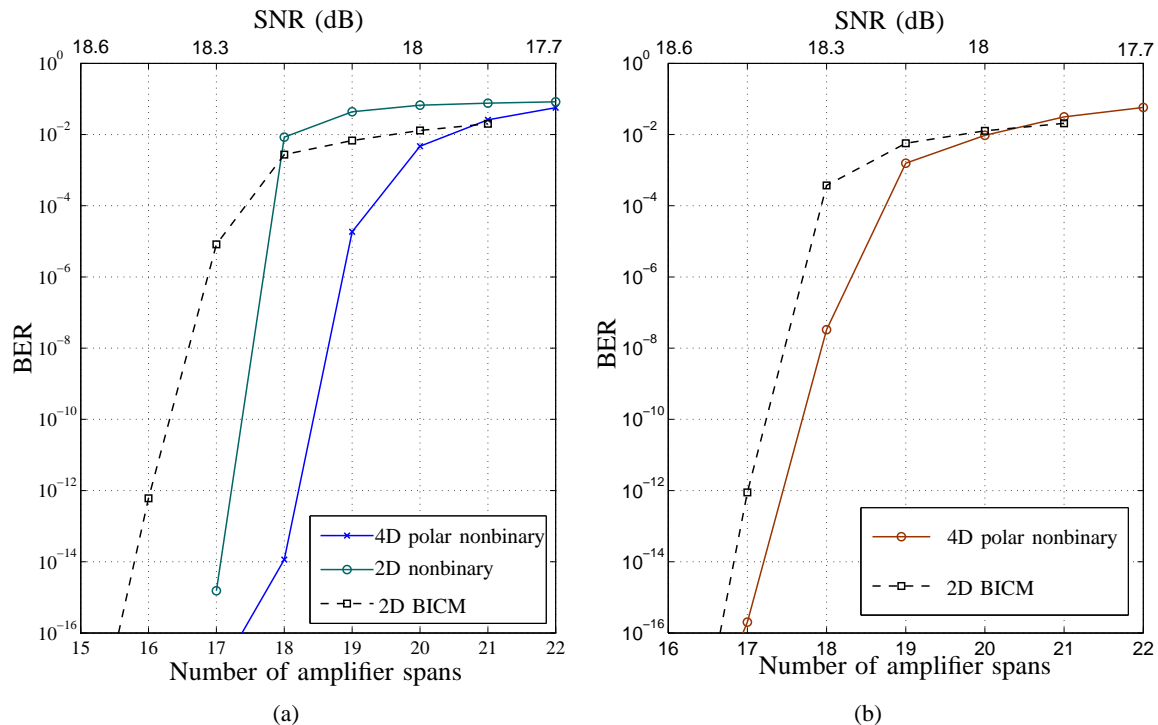 SNR (dB)
18.6 18.3 18 17.7
10^0
10^−2
10^−4
10^−6
10^−8
10^−10
10^−12
10^−14
10^−16
BER
4D polar nonbinary
2D nonbinary
2D BICM
15 16 17 18 19 20 21 22
Number of amplifier spans
(a)
SNR (dB)
18.6 18.3 18 17.7
10^0
10^−2
10^−4
10^−6
10^−8
10^−10
10^−12
10^−14
10^−16
BER
4D polar nonbinary
2D BICM
16 17 18 19 20 21 22
Number of amplifier spans
(b)